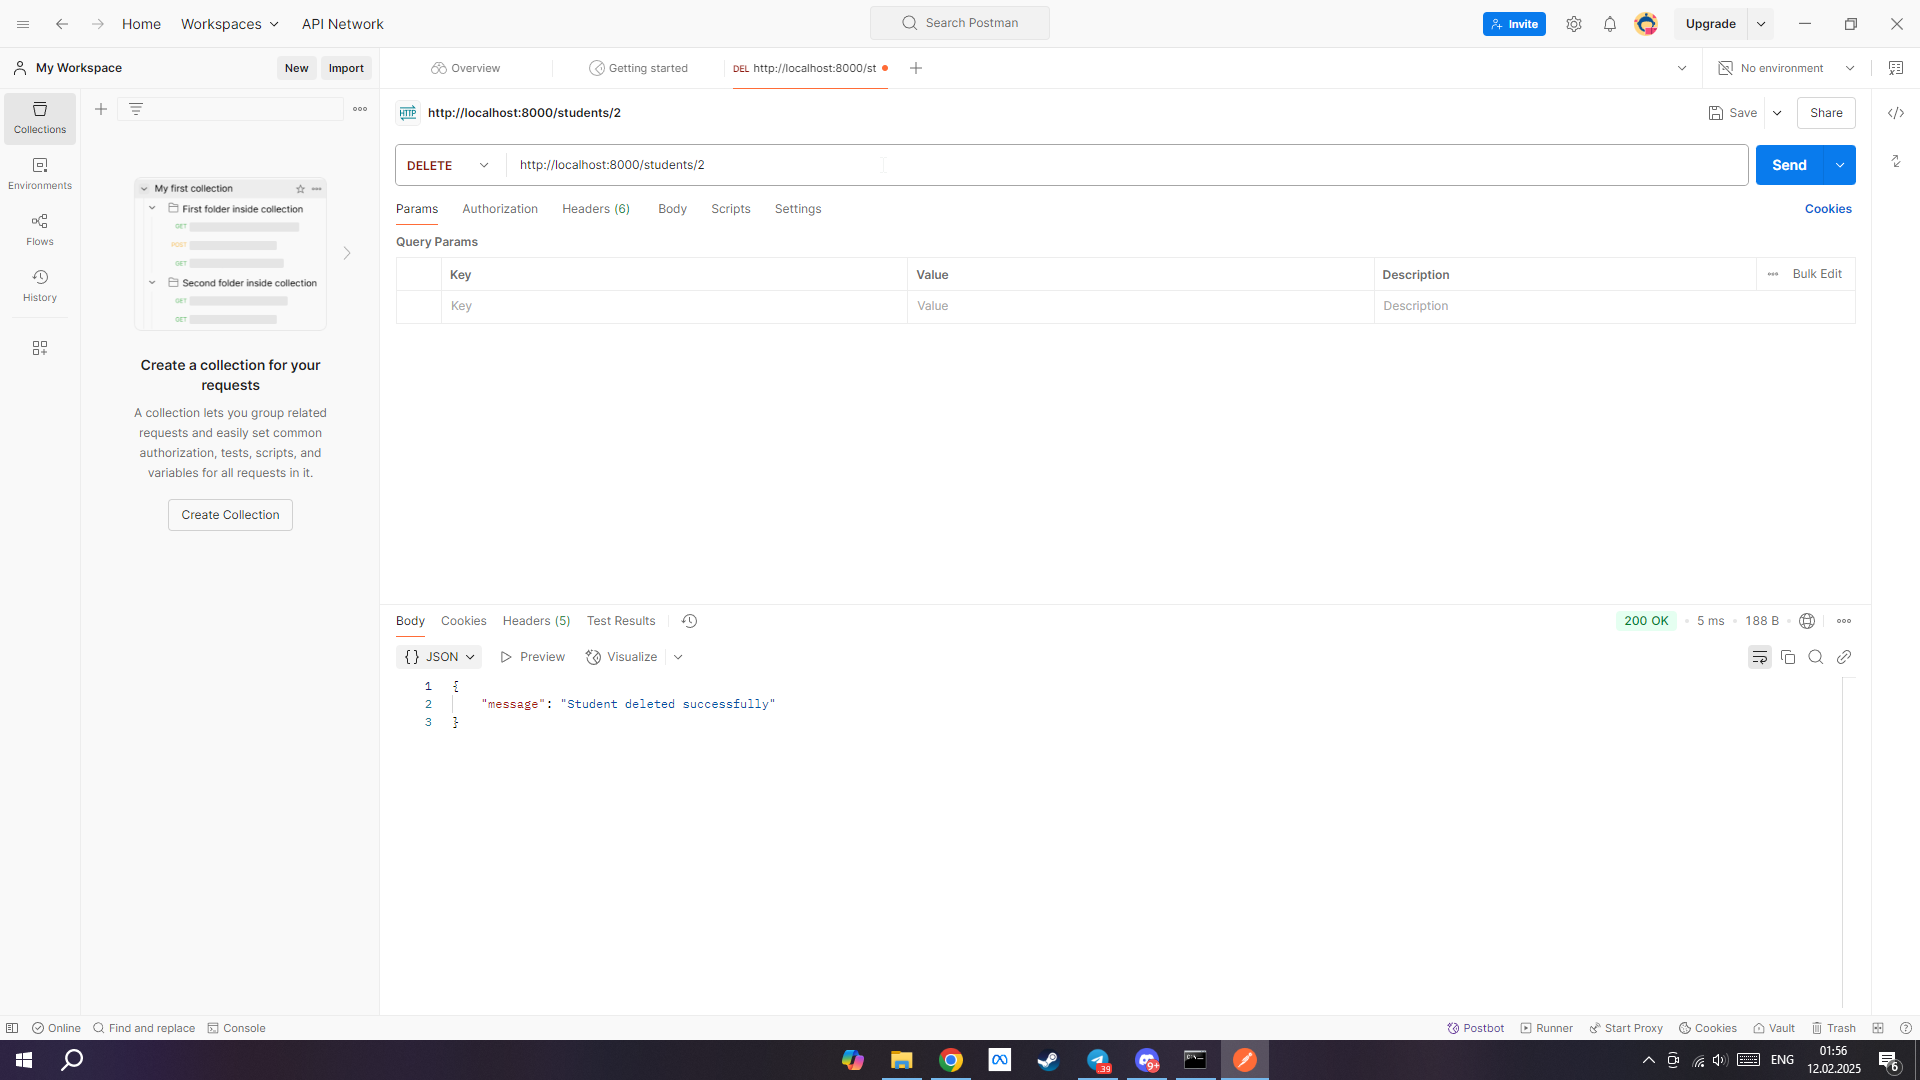 Home
Workspaces
API Network
Search Postman
Invite
Upgrade
My Workspace
New
Import
Overview
Getting started
DEL http://localhost:8000/st
No environment
Collections
Environments
Flows
History
My first collection
First folder inside collection
GET
POST
GET
Second folder inside collection
GET
GET
Create a collection for your
requests
A collection lets you group related
requests and easily set common
authorization, tests, scripts, and
variables for all requests in it.
Create Collection
HTTP http://localhost:8000/students/2
Save
Share
DELETE
http://localhost:8000/students/2
Send
Params
Authorization
Headers (6)
Body
Scripts
Settings
Cookies
Query Params
Key
Value
Description
Bulk Edit
Key
Value
Description
Body
Cookies
Headers (5)
Test Results
200 OK
5 ms
188 B
{} JSON
Preview
Visualize
1 {
2 "message": "Student deleted successfully"
3 }
Online
Find and replace
Console
Postbot
Runner
Start Proxy
Cookies
Vault
Trash
39
9+
ENG
01:56
12.02.2025
6